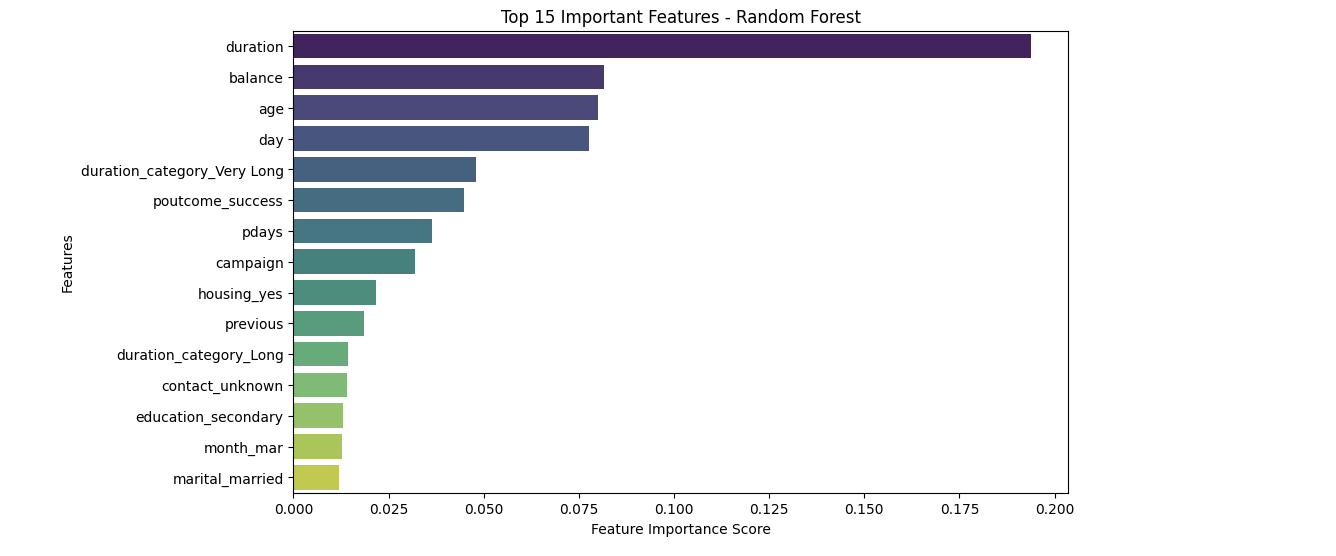 Top 15 Important Features - Random Forest
Features
duration
balance
age
day
duration_category_Very Long
poutcome_success
pdays
campaign
housing_yes
previous
duration_category_Long
contact_unknown
education_secondary
month_mar
marital_married
0.000 0.025 0.050 0.075 0.100 0.125 0.150 0.175 0.200
Feature Importance Score